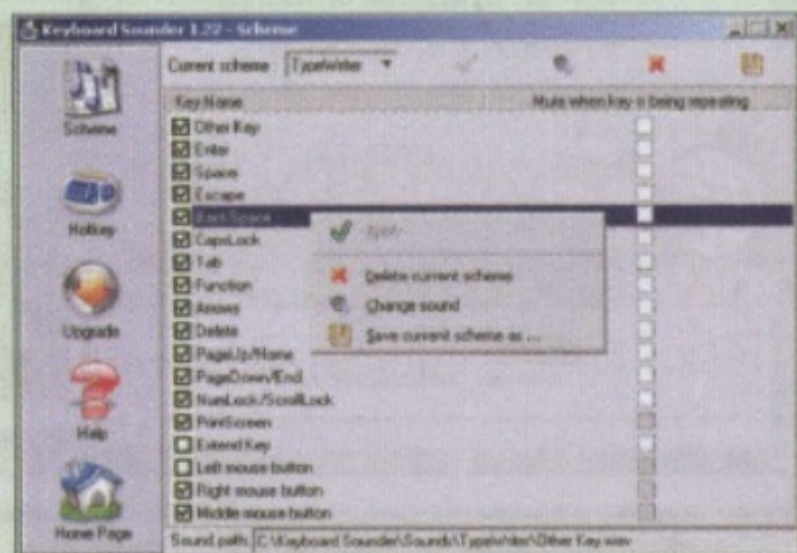 Keyboard Sounder 1.22 - Scheme
Scheme
Hotkey
Upgrade
Help
Home Page
Current scheme TypeWriter
Key Name Mute when key is being repeating
Other Key
Enter
Space
Escape
BackSpace
CapsLock
Tab
Function
Arrows
Delete
PageUp/Home
PageDown/End
NumLock/ScrollLock
PrintScreen
Extend Key
Left mouse button
Right mouse button
Middle mouse button
Apply
Delete current scheme
Change sound
Save current scheme as ...
Sound path: C:\Keyboard Sounder\Sounds\TypeWriter\Other Key.wav